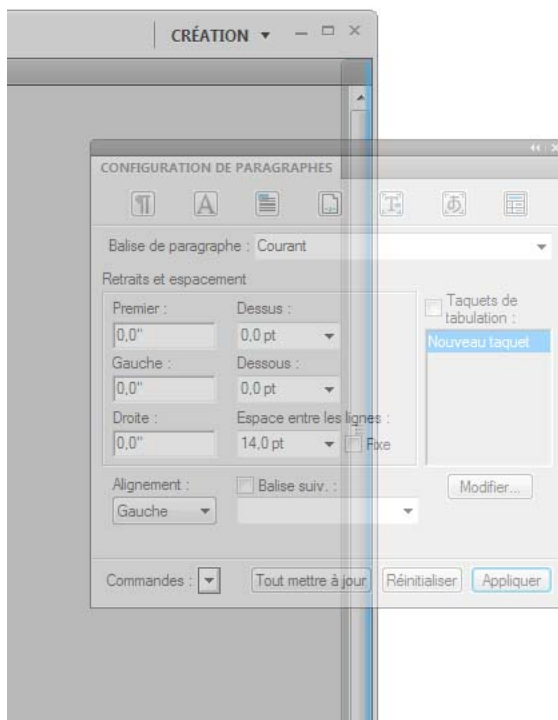 CRÉATION
CONFIGURATION DE PARAGRAPHES
Balise de paragraphe : Courant
Retraits et espacement
Premier : Dessus :
0,0" 0,0 pt
Gauche : Dessous :
0,0" 0,0 pt
Droite : Espace entre les lignes :
0,0" 14,0 pt Fixe
Taquets de
tabulation :
Nouveau taquet
Alignement : Balise suiv. :
Gauche
Modifier...
Commandes : Tout mettre à jour Réinitialiser Appliquer